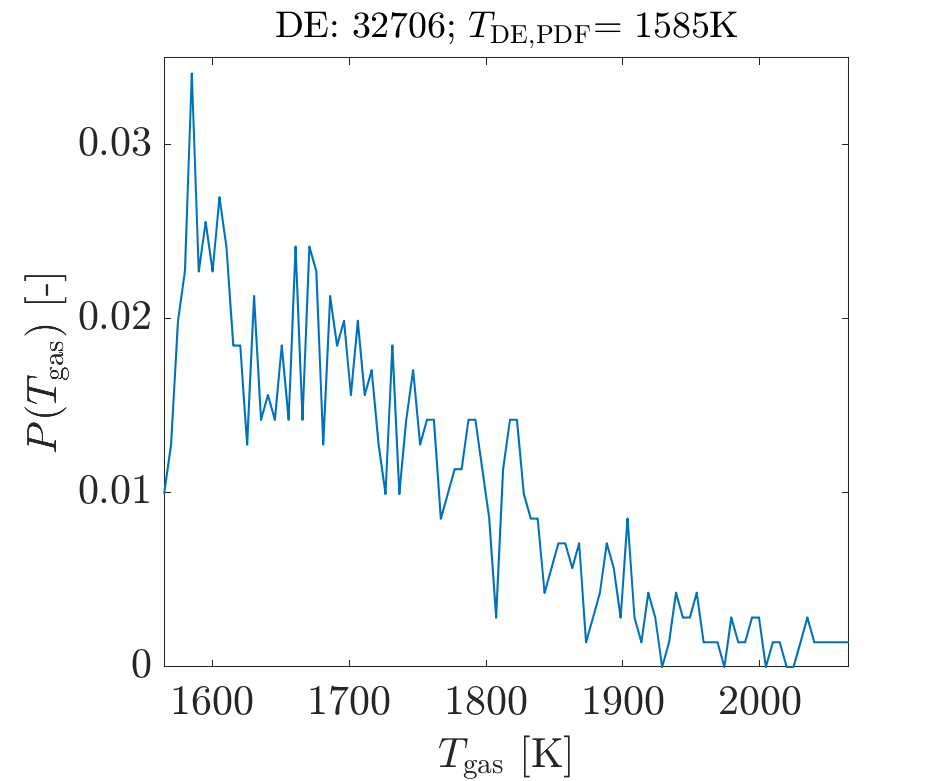 DE: 32706; T_DE,PDF= 1585K
P(T_gas) [-]
0.03
0.02
0.01
0
1600 1700 1800 1900 2000
T_gas [K]